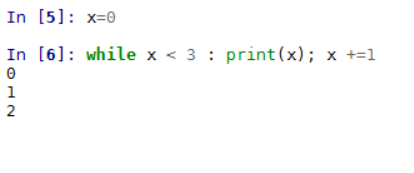 In [5]: x=0
In [6]: while x < 3 : print(x); x +=1
0
1
2